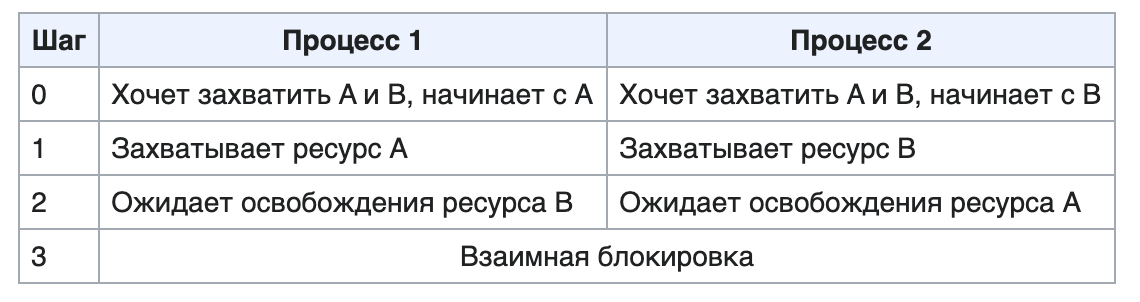 Шаг Процесс 1 Процесс 2
0 Хочет захватить A и B, начинает с A Хочет захватить A и B, начинает с B
1 Захватывает ресурс A Захватывает ресурс B
2 Ожидает освобождения ресурса B Ожидает освобождения ресурса A
3 Взаимная блокировка